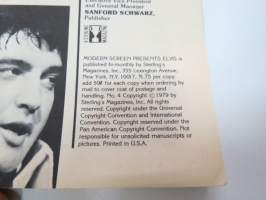 Executive Vice-President
and General Manager
SANFORD SCHWARZ,
Publisher
MODERN SCREEN PRESENTS ELVIS is
published bi-monthly by Sterling's
Magazines, Inc., 355 Lexington Avenue,
New York, N.Y. 10017. $1.75 per copy
add 50¢ for each copy when ordering by
mail to cover cost of postage and
handling. No. 4 Copyright © 1979 by
Sterling's Magazines, Inc. All rights
reserved. Copyright under the Universal
Copyright Convention and International
Convention. Copyright reserved under the
Pan American Copyright Convention. Not
responsible for unsolicited manuscripts or
pictures. Printed in U.S.A.